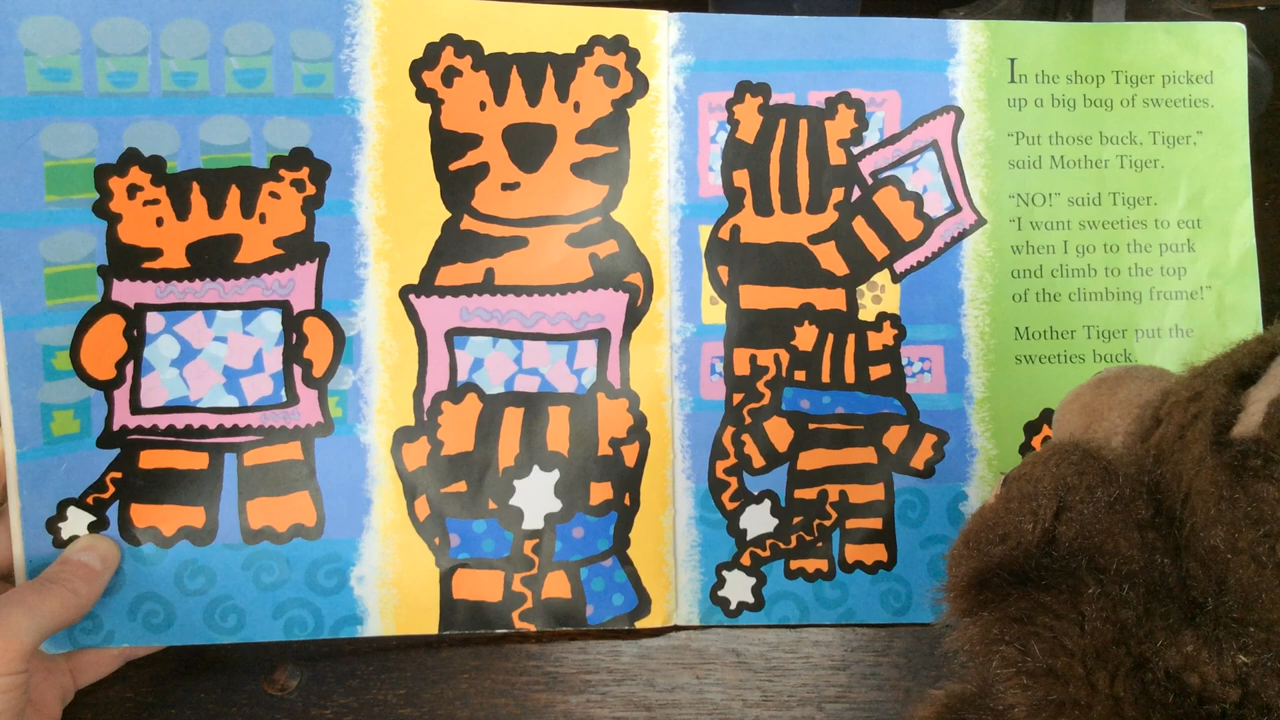 In the shop Tiger picked
up a big bag of sweeties.
“Put those back, Tiger,”
said Mother Tiger.
“NO!” said Tiger.
“I want sweeties to eat
when I go to the park
and climb to the top
of the climbing frame!”
Mother Tiger put the
sweeties back.